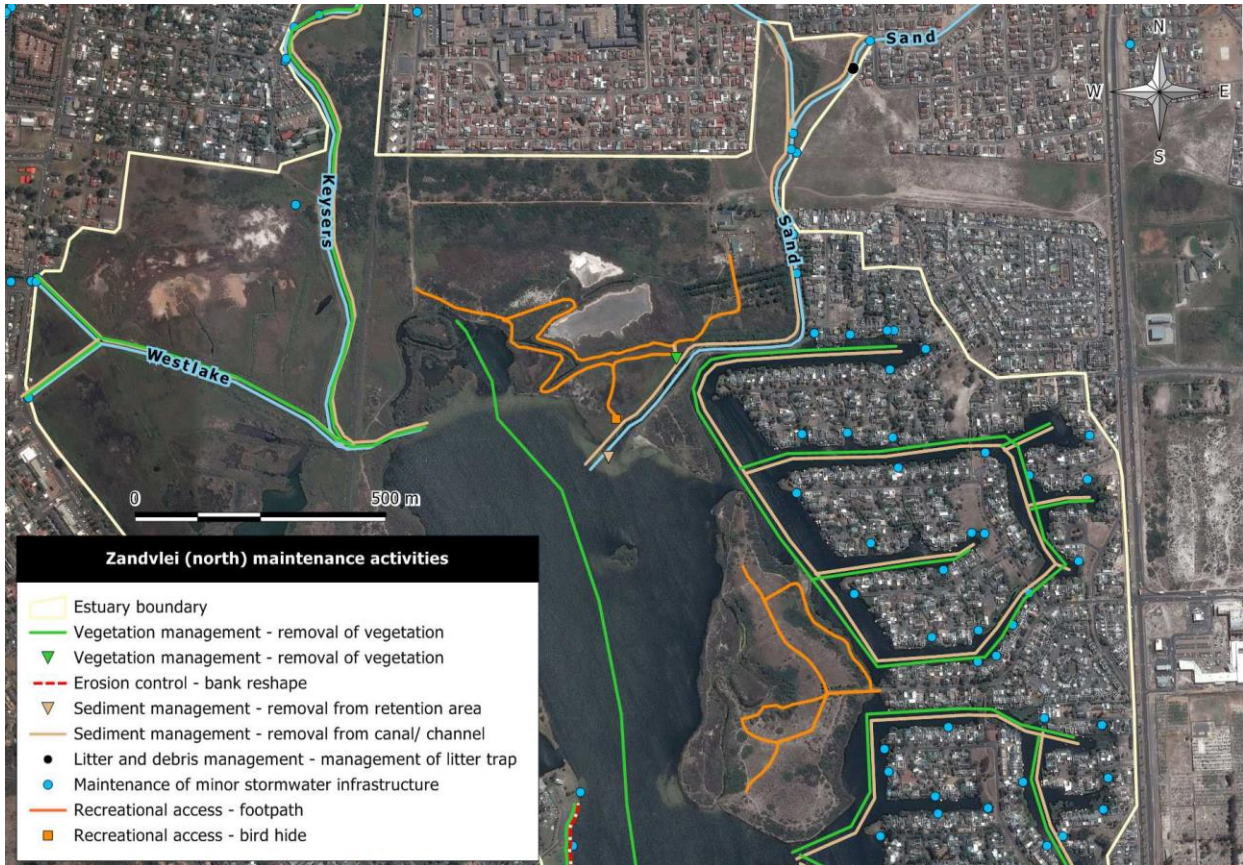 Sand
N
W
E
S
Keysers
Sand
Westlake
0
500 m
Zandvlei (north) maintenance activities
Estuary boundary
Vegetation management - removal of vegetation
Vegetation management - removal of vegetation
Erosion control - bank reshape
Sediment management - removal from retention area
Sediment management - removal from canal/ channel
Litter and debris management - management of litter trap
Maintenance of minor stormwater infrastructure
Recreational access - footpath
Recreational access - bird hide